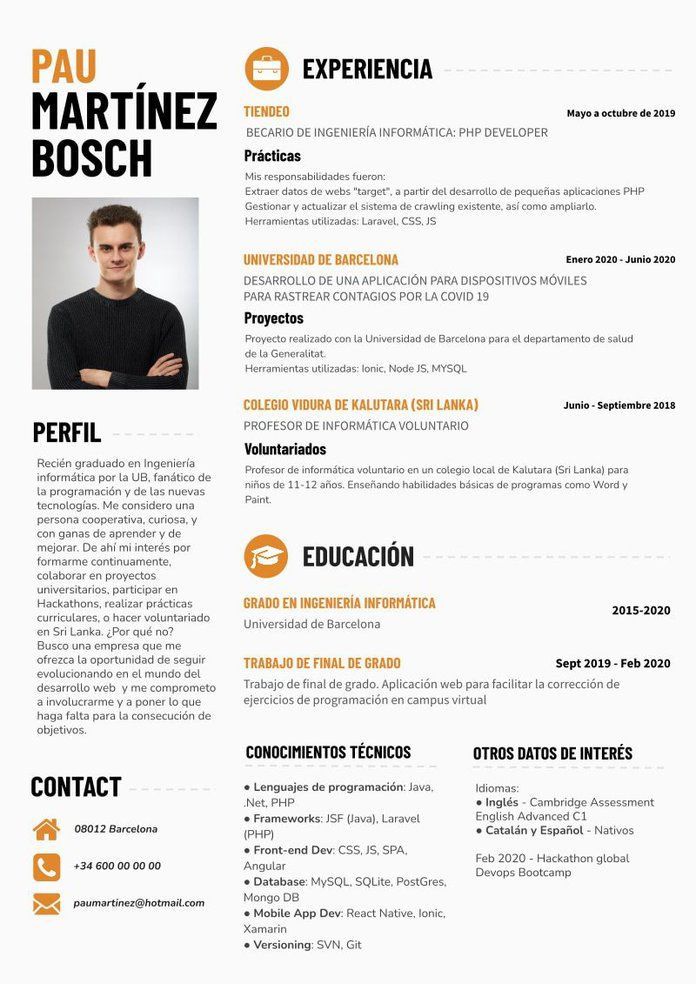 PAU
MARTÍNEZ
BOSCH
PERFIL
Recién graduado en Ingeniería
informática por la UB, fanático de
la programación y de las nuevas
tecnologías. Me considero una
persona cooperativa, curiosa, y
con ganas de aprender y de
mejorar. De ahí mi interés por
formarme continuamente,
colaborar en proyectos
universitarios, participar en
Hackathons, realizar prácticas
curriculares, o hacer voluntariado
en Sri Lanka. ¿Por qué no?
Busco una empresa que me
ofrezca la oportunidad de seguir
evolucionando en el mundo del
desarrollo web y me comprometo
a involucrarme y a poner lo que
haga falta para la consecución de
objetivos.
CONTACT
08012 Barcelona
+34 600 00 00 00
paumartinez@hotmail.com
EXPERIENCIA
TIENDEO
Mayo a octubre de 2019
BECARIO DE INGENIERÍA INFORMÁTICA: PHP DEVELOPER
Prácticas
Mis responsabilidades fueron:
Extraer datos de webs "target", a partir del desarrollo de pequeñas aplicaciones PHP
Gestionar y actualizar el sistema de crawling existente, así como ampliarlo.
Herramientas utilizadas: Laravel, CSS, JS
UNIVERSIDAD DE BARCELONA
Enero 2020 - Junio 2020
DESARROLLO DE UNA APLICACIÓN PARA DISPOSITIVOS MÓVILES
PARA RASTREAR CONTAGIOS POR LA COVID 19
Proyectos
Proyecto realizado con la Universidad de Barcelona para el departamento de salud
de la Generalitat.
Herramientas utilizadas: Ionic, Node JS, MYSQL
COLEGIO VIDURA DE KALUTARA (SRI LANKA)
Junio - Septiembre 2018
PROFESOR DE INFORMÁTICA VOLUNTARIO
Voluntariados
Profesor de informática voluntario en un colegio local de Kalutara (Sri Lanka) para
niños de 11-12 años. Enseñando habilidades básicas de programas como Word y
Paint.
EDUCACIÓN
GRADO EN INGENIERÍA INFORMÁTICA
2015-2020
Universidad de Barcelona
TRABAJO DE FINAL DE GRADO
Sept 2019 - Feb 2020
Trabajo de final de grado. Aplicación web para facilitar la corrección de
ejercicios de programación en campus virtual
CONOCIMIENTOS TÉCNICOS
● Lenguajes de programación: Java,
.Net, PHP
● Frameworks: JSF (Java), Laravel
(PHP)
● Front-end Dev: CSS, JS, SPA,
Angular
● Database: MySQL, SQLite, PostGres,
Mongo DB
● Mobile App Dev: React Native, Ionic,
Xamarin
● Versioning: SVN, Git
OTROS DATOS DE INTERÉS
Idiomas:
● Inglés - Cambridge Assessment
English Advanced C1
● Catalán y Español - Nativos
Feb 2020 - Hackathon global
Devops Bootcamp